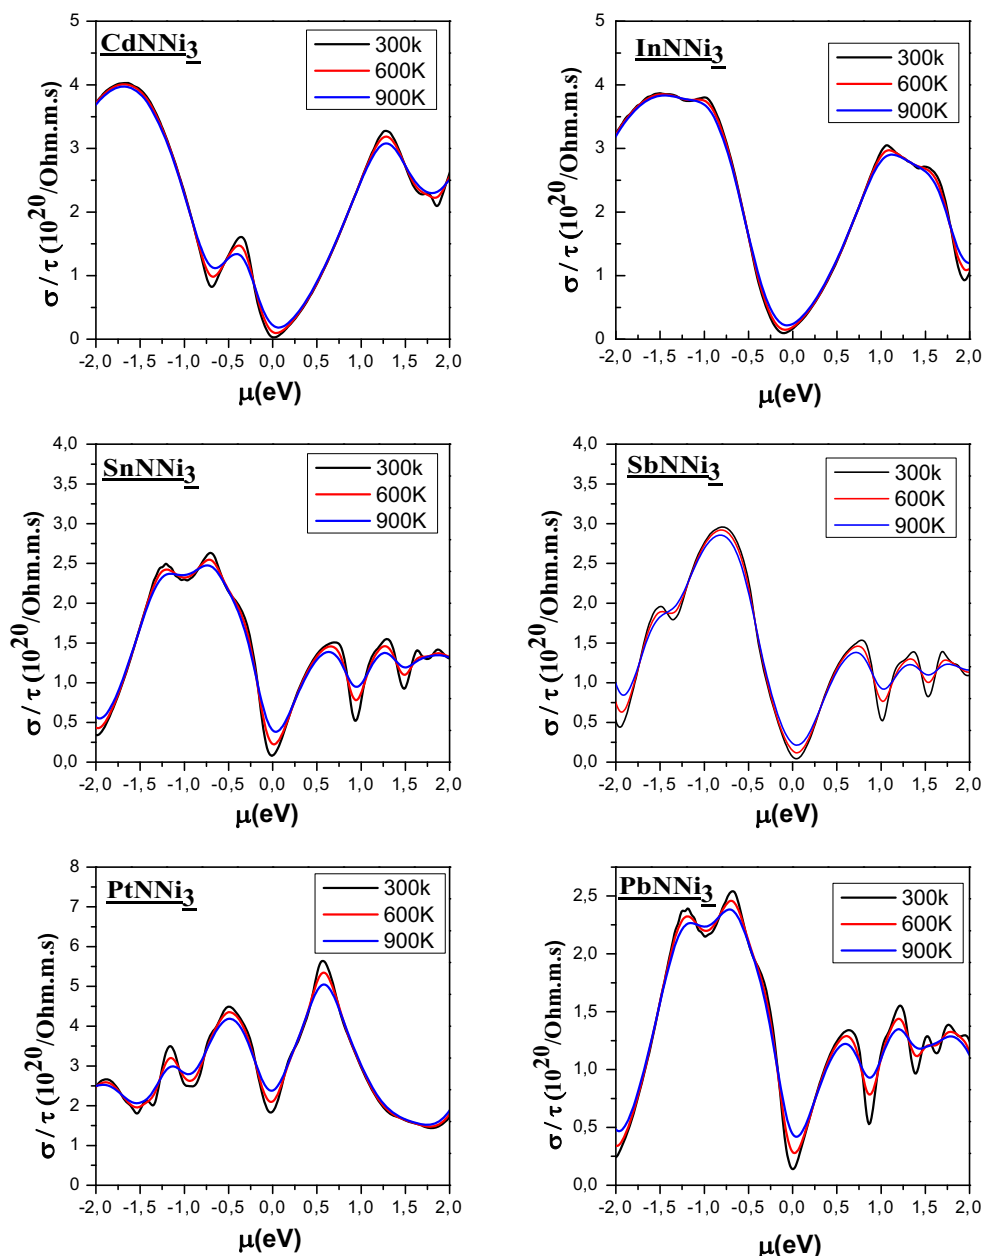 CdNNi3
300k
600K
900K
σ / τ (10^20/Ohm.m.s)
5
4
3
2
1
0
-2,0 -1,5 -1,0 -0,5 0,0 0,5 1,0 1,5 2,0
μ(eV)
InNNi3
300k
600K
900K
σ / τ (10^20/Ohm.m.s)
5
4
3
2
1
0
-2,0 -1,5 -1,0 -0,5 0,0 0,5 1,0 1,5 2,0
μ(eV)
SnNNi3
300k
600K
900K
σ / τ (10^20/Ohm.m.s)
4,0
3,5
3,0
2,5
2,0
1,5
1,0
0,5
0,0
-2,0 -1,5 -1,0 -0,5 0,0 0,5 1,0 1,5 2,0
μ(eV)
SbNNi3
300k
600K
900K
σ / τ (10^20/Ohm.m.s)
4,0
3,5
3,0
2,5
2,0
1,5
1,0
0,5
0,0
-2,0 -1,5 -1,0 -0,5 0,0 0,5 1,0 1,5 2,0
μ(eV)
PtNNi3
300k
600K
900K
σ / τ (10^20/Ohm.m.s)
8
7
6
5
4
3
2
1
0
-2,0 -1,5 -1,0 -0,5 0,0 0,5 1,0 1,5 2,0
μ(eV)
PbNNi3
300k
600K
900K
σ / τ (10^20/Ohm.m.s)
2,5
2,0
1,5
1,0
0,5
0,0
-2,0 -1,5 -1,0 -0,5 0,0 0,5 1,0 1,5 2,0
μ(eV)